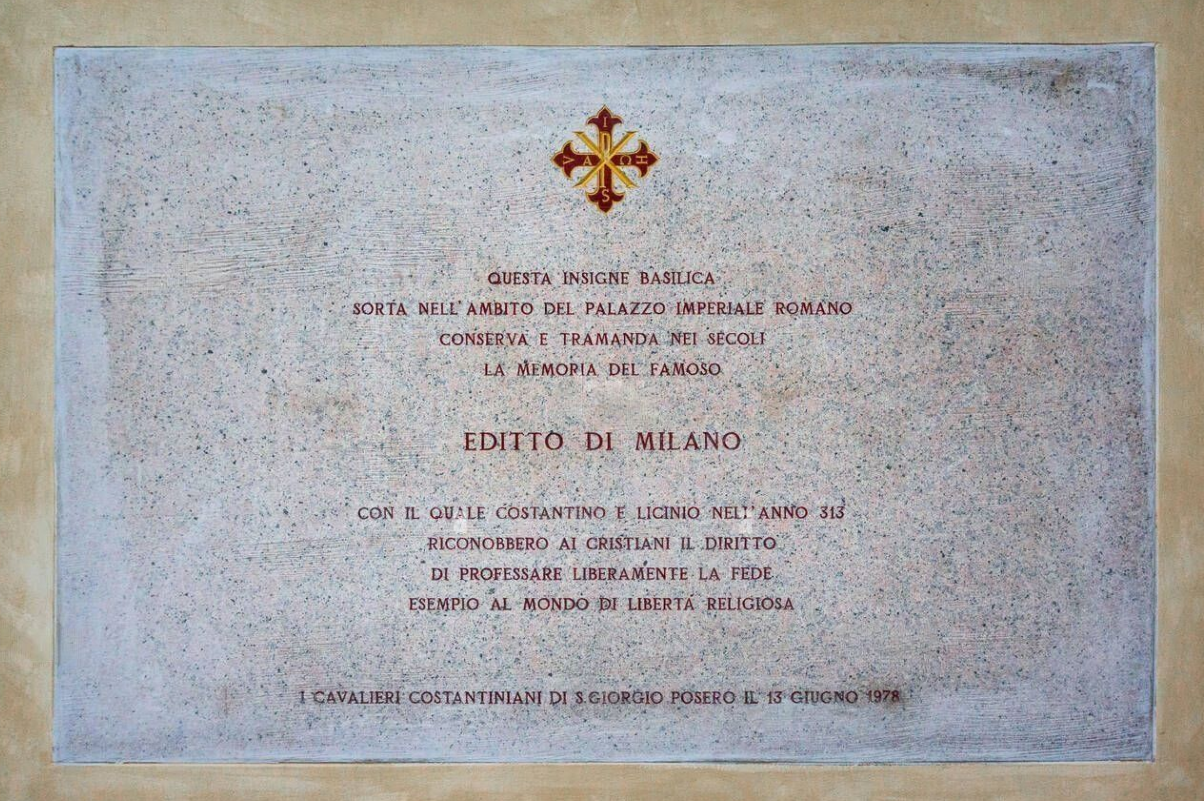 I
V A Ω H
S
QUESTA INSIGNE BASILICA
SORTA NELL'AMBITO DEL PALAZZO IMPERIALE ROMANO
CONSERVA E TRAMANDA NEI SECOLI
LA MEMORIA DEL FAMOSO
EDITTO DI MILANO
CON IL QUALE COSTANTINO E LICINIO NELL'ANNO 313
RICONOBBERO AI CRISTIANI IL DIRITTO
DI PROFESSARE LIBERAMENTE LA FEDE
ESEMPIO AL MONDO DI LIBERTÁ RELIGIOSA
I CAVALIERI COSTANTINIANI DI S.GIORGIO POSERO IL 13 GIUGNO 1978